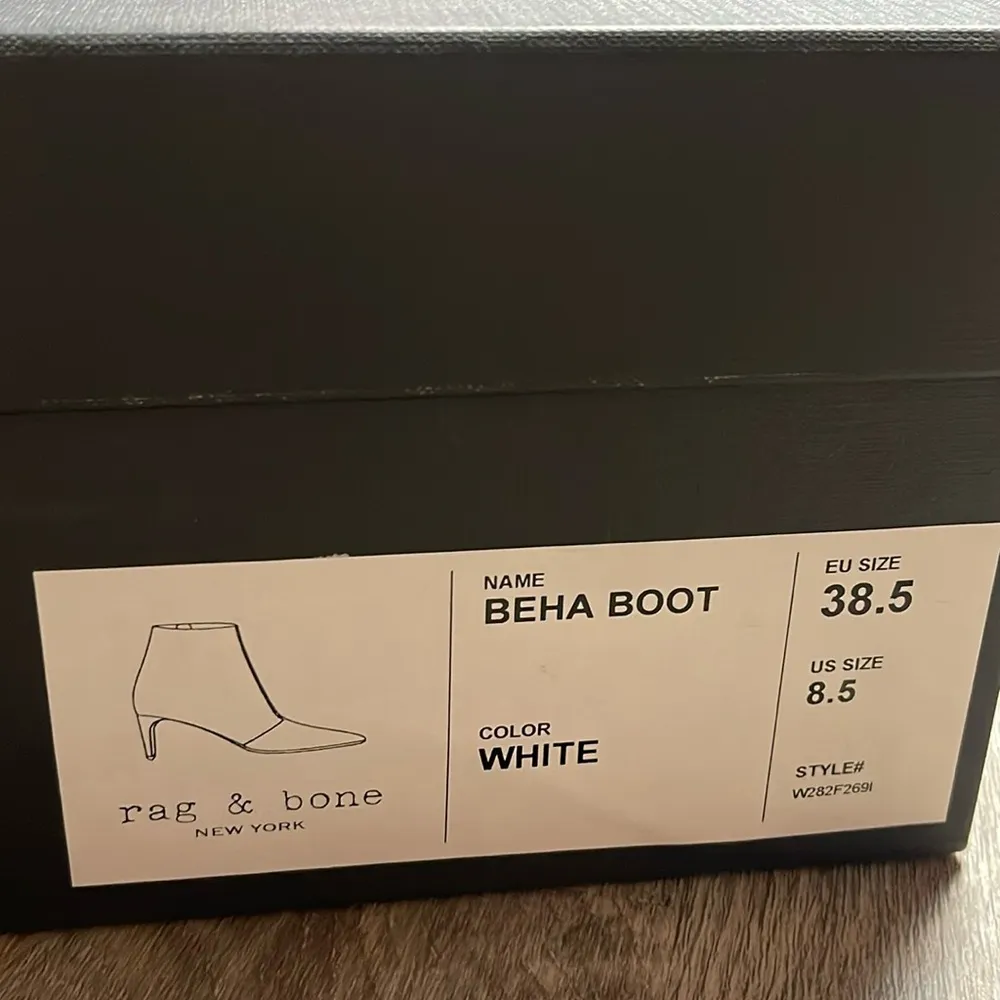 rag & bone
NEW YORK
NAME
BEHA BOOT
COLOR
WHITE
EU SIZE
38.5
US SIZE
8.5
STYLE#
W282F269I